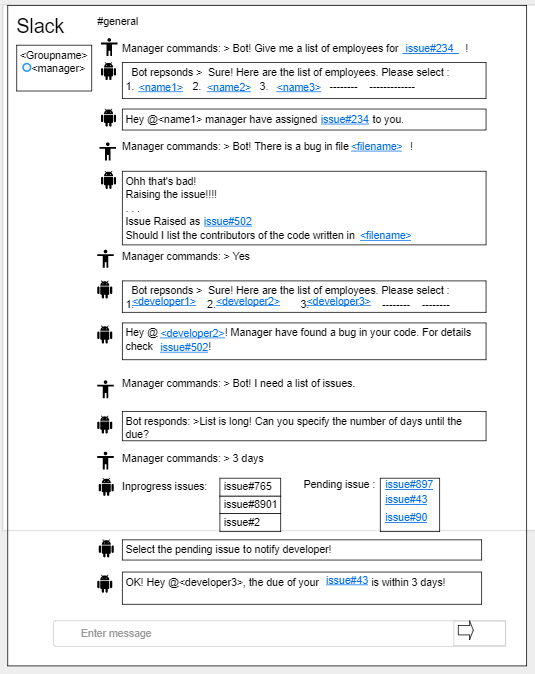 Slack
#general
<Groupname>
<manager>
Manager commands: > Bot! Give me a list of employees for issue#234 !
Bot repsonds > Sure! Here are the list of employees. Please select :
1. <name1> 2. <name2> 3. <name3> -------- -------------
Hey @<name1> manager have assigned issue#234 to you.
Manager commands: > Bot! There is a bug in file <filename> !
Ohh that's bad!
Raising the issue!!!!
. . .
Issue Raised as issue#502
Should I list the contributors of the code written in <filename>
Manager commands: > Yes
Bot repsonds > Sure! Here are the list of employees. Please select :
1.<developer1> 2.<developer2> 3.<developer3> -------- --------
Hey @ <developer2>! Manager have found a bug in your code. For details
check issue#502!
Manager commands: > Bot! I need a list of issues.
Bot responds: >List is long! Can you specify the number of days until the
due?
Manager commands: > 3 days
Inprogress issues:
issue#765
issue#8901
issue#2
Pending issue :
issue#897
issue#43
issue#90
Select the pending issue to notify developer!
OK! Hey @<developer3>, the due of your issue#43 is within 3 days!
Enter message